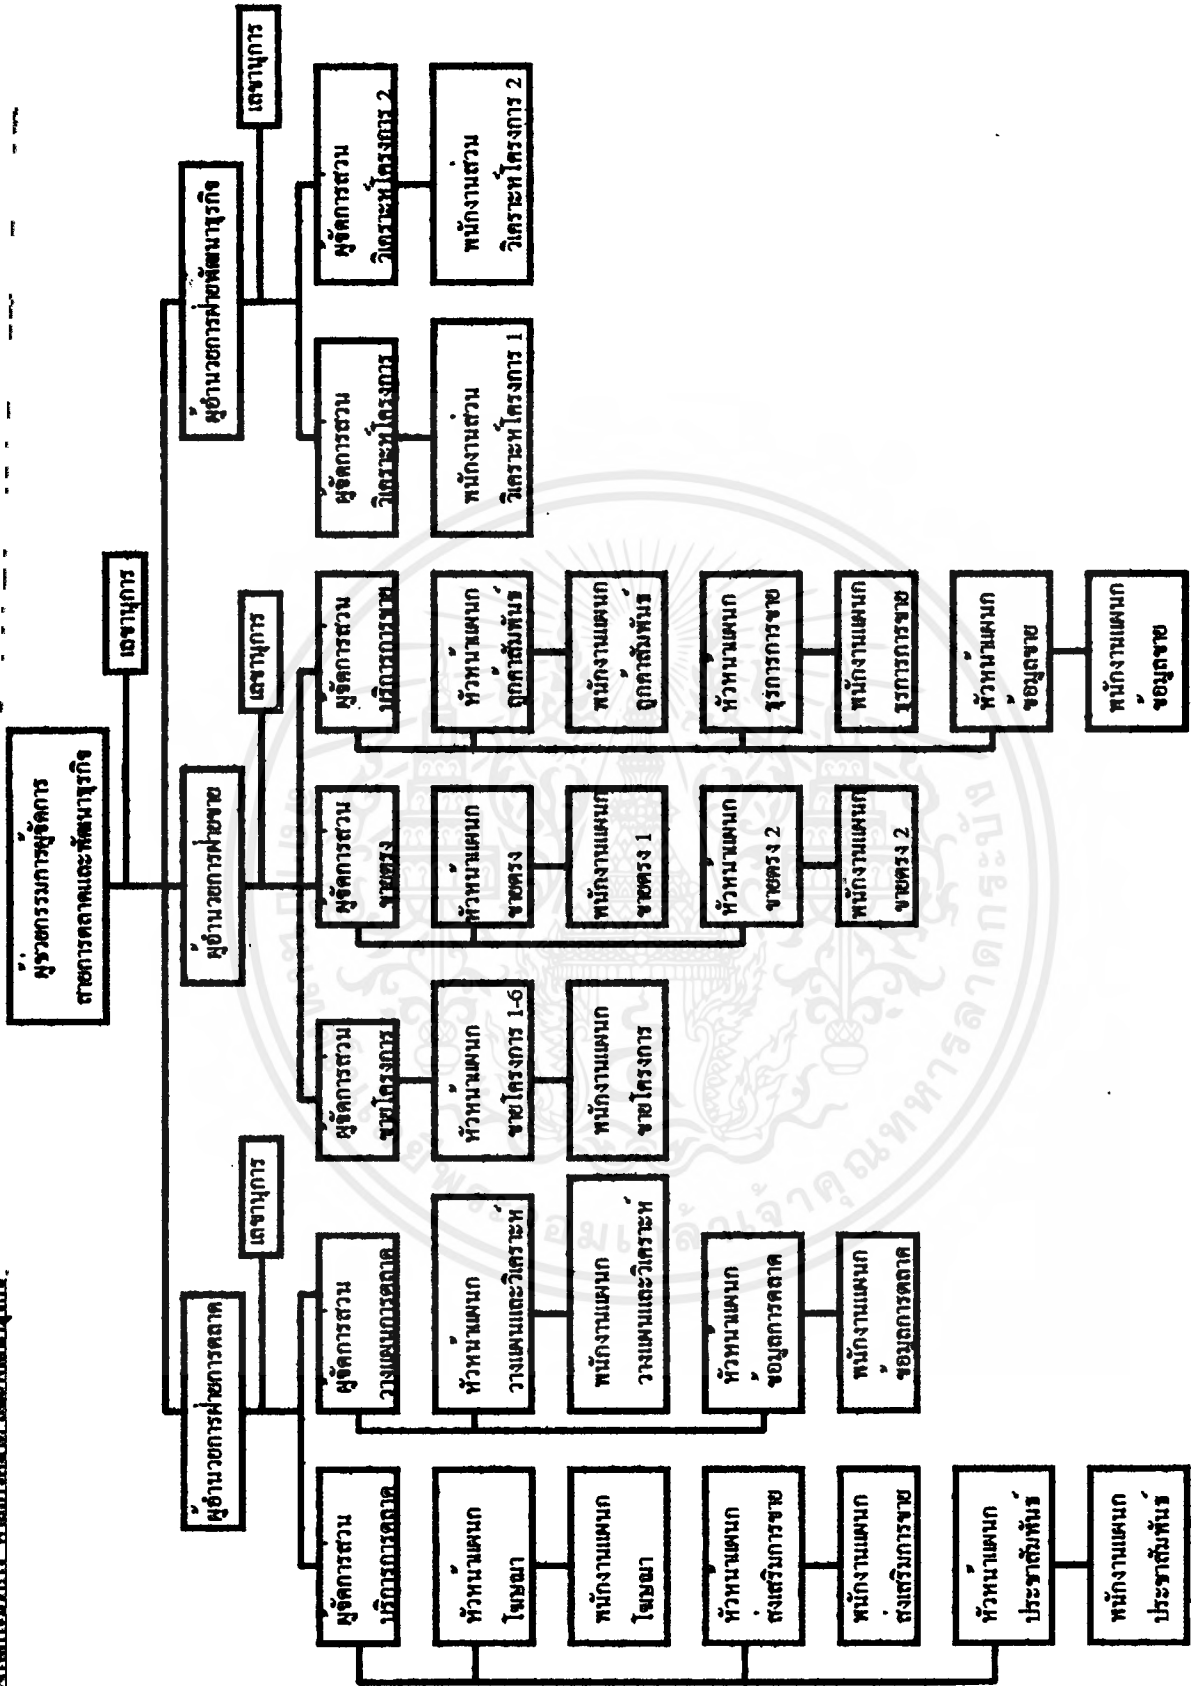 ผู้ช่วยกรรมการผู้จัดการ
สายการตลาดและพัฒนาธุรกิจ
เลขานุการ
ผู้อำนวยการฝ่ายการตลาด
เลขานุการ
ผู้จัดการส่วน
บริการการตลาด
หัวหน้าแผนก
โฆษณา
พนักงานแผนก
โฆษณา
หัวหน้าแผนก
ส่งเสริมการขาย
พนักงานแผนก
ส่งเสริมการขาย
หัวหน้าแผนก
ประชาสัมพันธ์
พนักงานแผนก
ประชาสัมพันธ์
ผู้จัดการส่วน
วางแผนการตลาด
หัวหน้าแผนก
วางแผนและวิเคราะห์
พนักงานแผนก
วางแผนและวิเคราะห์
หัวหน้าแผนก
ข้อมูลการตลาด
พนักงานแผนก
ข้อมูลการตลาด
ผู้อำนวยการฝ่ายขาย
เลขานุการ
ผู้จัดการส่วน
ขายโครงการ
หัวหน้าแผนก
ขายโครงการ 1-6
พนักงานแผนก
ขายโครงการ
ผู้จัดการส่วน
ขายตรง
หัวหน้าแผนก
ขายตรง
พนักงานแผนก
ขายตรง 1
หัวหน้าแผนก
ขายตรง 2
พนักงานแผนก
ขายตรง 2
ผู้จัดการส่วน
บริการการขาย
หัวหน้าแผนก
ลูกค้าสัมพันธ์
พนักงานแผนก
ลูกค้าสัมพันธ์
หัวหน้าแผนก
ธุรการการขาย
พนักงานแผนก
ธุรการการขาย
หัวหน้าแผนก
ข้อมูลขาย
พนักงานแผนก
ข้อมูลขาย
ผู้อำนวยการฝ่ายพัฒนาธุรกิจ
เลขานุการ
ผู้จัดการส่วน
วิเคราะห์โครงการ
พนักงานส่วน
วิเคราะห์โครงการ 1
ผู้จัดการส่วน
วิเคราะห์โครงการ 2
พนักงานส่วน
วิเคราะห์โครงการ 2